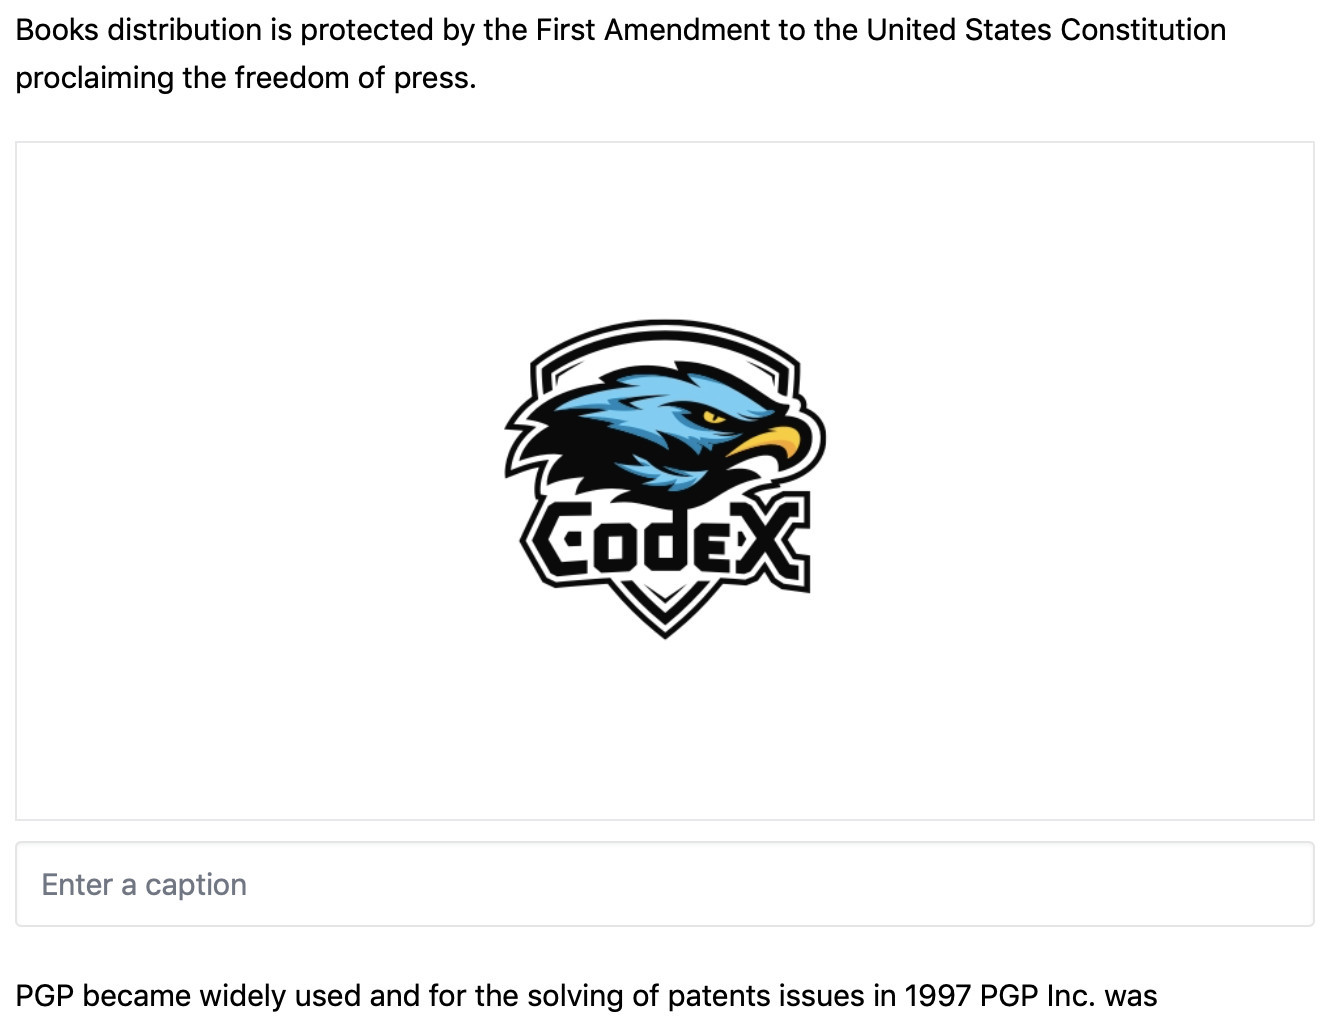 Books distribution is protected by the First Amendment to the United States Constitution
proclaiming the freedom of press.
CodeX
Enter a caption
PGP became widely used and for the solving of patents issues in 1997 PGP Inc. was